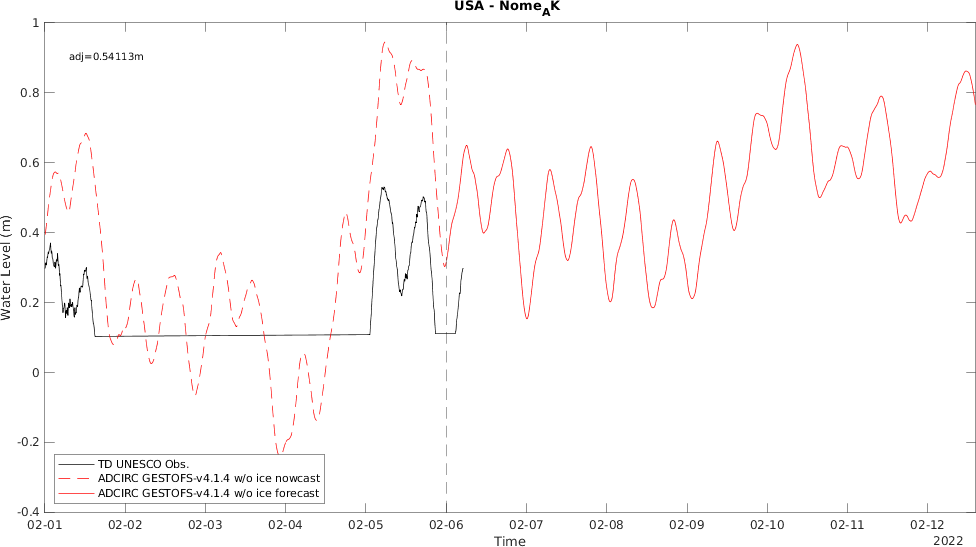 USA - Nome_AK
adj=0.54113m
Water Level (m)
1
0.8
0.6
0.4
0.2
0
-0.2
-0.4
TD UNESCO Obs.
ADCIRC GESTOFS-v4.1.4 w/o ice nowcast
ADCIRC GESTOFS-v4.1.4 w/o ice forecast
02-01 02-02 02-03 02-04 02-05 02-06 02-07 02-08 02-09 02-10 02-11 02-12
Time
2022